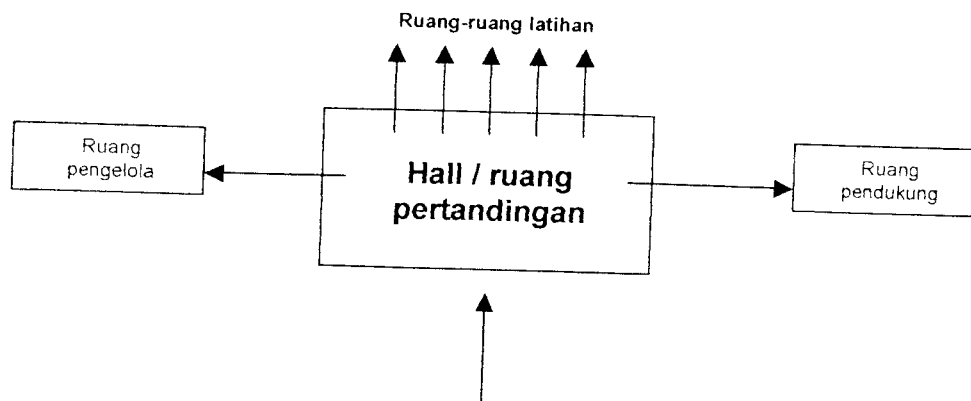 Ruang-ruang latihan
Ruang
pengelola
Hall / ruang
pertandingan
Ruang
pendukung